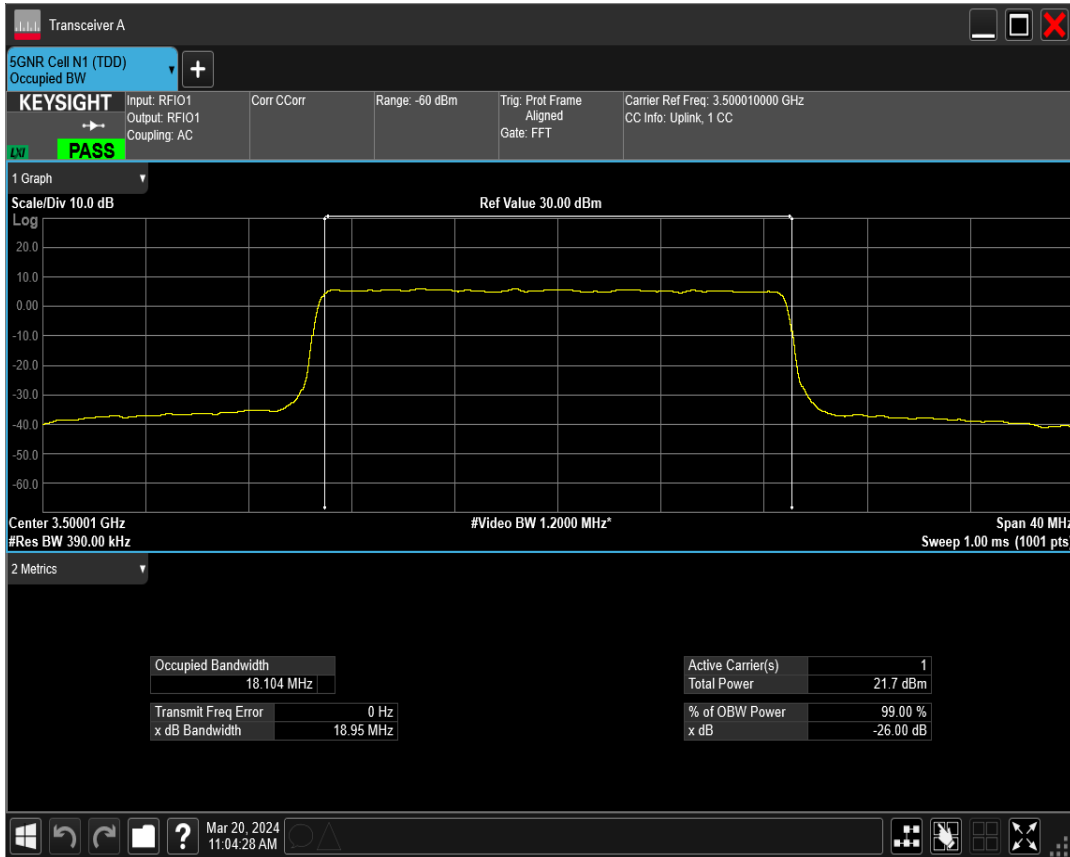 Transceiver A
5GNR Cell N1 (TDD)
Occupied BW
KEYSIGHT
LXI
PASS
Input: RFIO1
Output: RFIO1
Coupling: AC
Corr CCorr
Range: -60 dBm
Trig: Prot Frame
Aligned
Gate: FFT
Carrier Ref Freq: 3.500010000 GHz
CC Info: Uplink, 1 CC
1 Graph
Scale/Div 10.0 dB
Ref Value 30.00 dBm
Log
20.0
10.0
0.00
-10.0
-20.0
-30.0
-40.0
-50.0
-60.0
Center 3.50001 GHz
#Video BW 1.2000 MHz*
Span 40 MHz
#Res BW 390.00 kHz
Sweep 1.00 ms (1001 pts)
2 Metrics
Occupied Bandwidth
18.104 MHz
Transmit Freq Error 0 Hz
x dB Bandwidth 18.95 MHz
Active Carrier(s) 1
Total Power 21.7 dBm
% of OBW Power 99.00 %
x dB -26.00 dB
?
Mar 20, 2024
11:04:28 AM